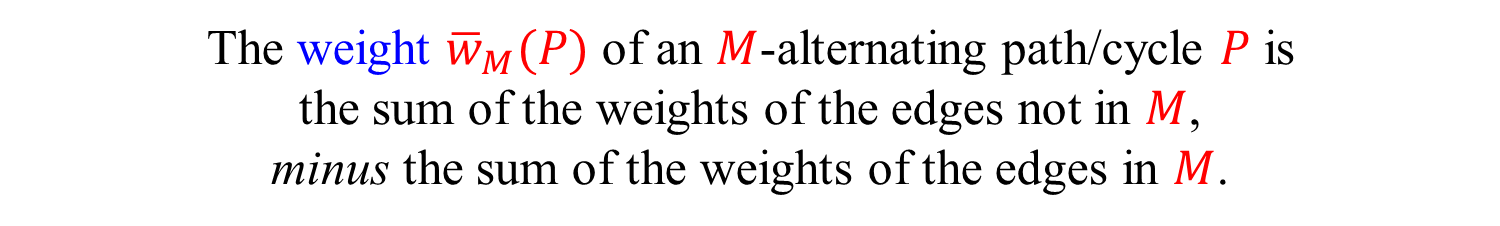 The weight w̅_M(P) of an M-alternating path/cycle P is
the sum of the weights of the edges not in M,
minus the sum of the weights of the edges in M.